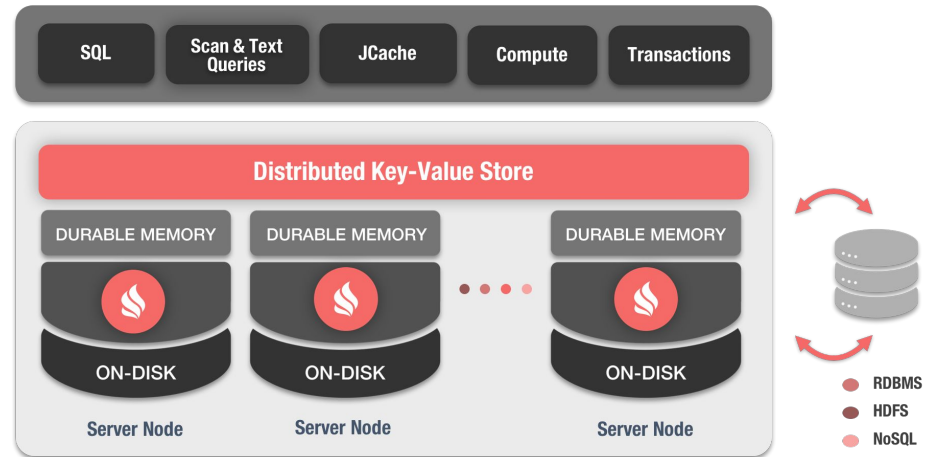 SQL
Scan & Text
Queries
JCache
Compute
Transactions
Distributed Key-Value Store
DURABLE MEMORY
DURABLE MEMORY
DURABLE MEMORY
ON-DISK
ON-DISK
ON-DISK
Server Node
Server Node
Server Node
RDBMS
HDFS
NoSQL